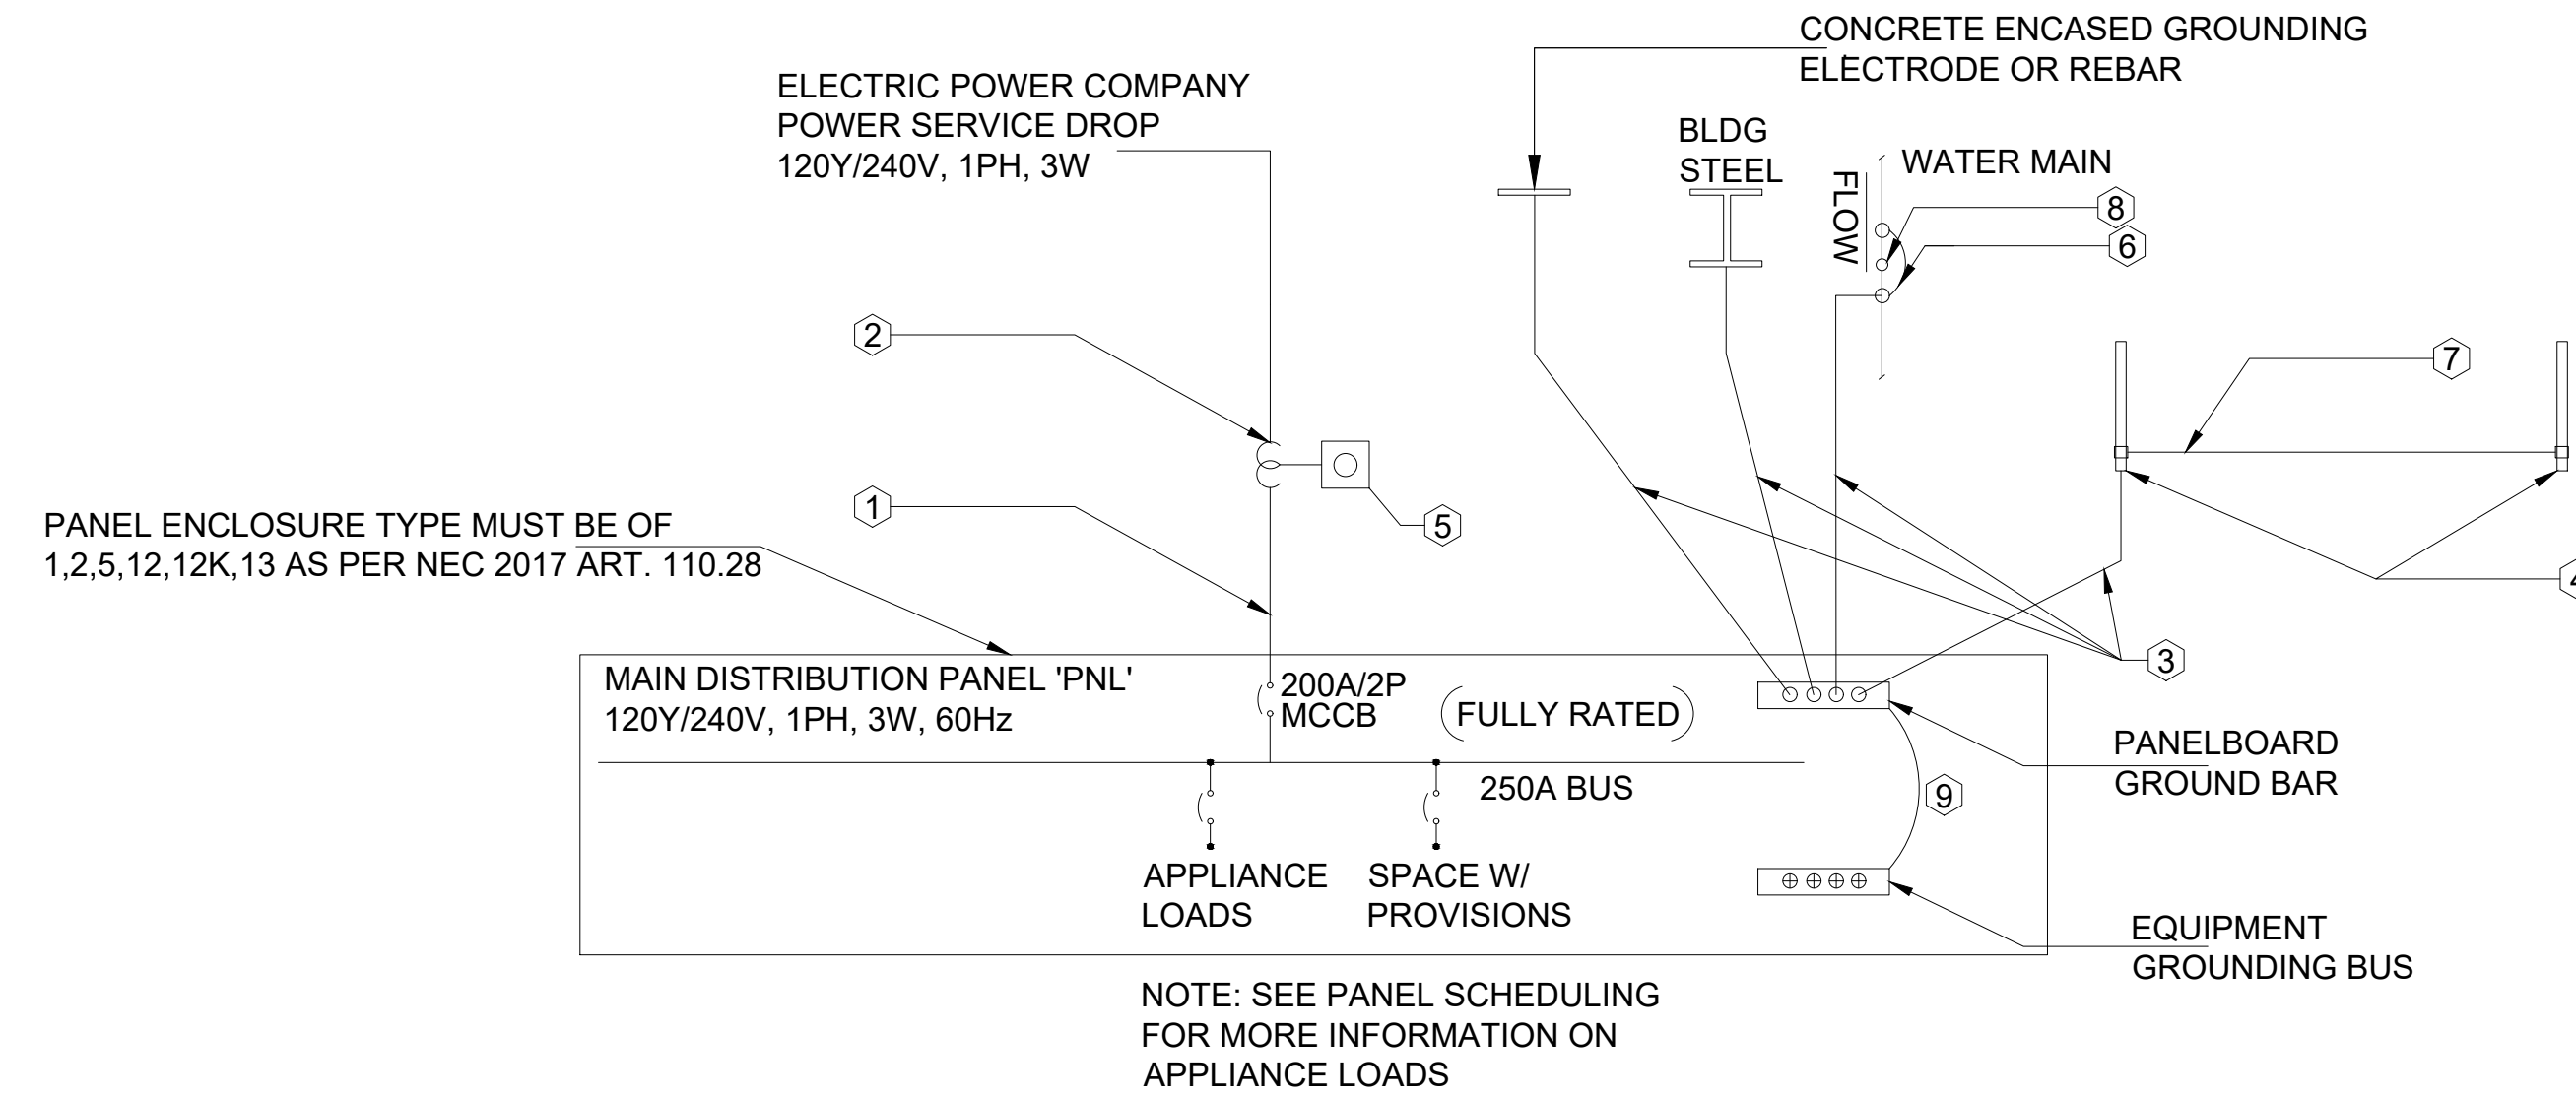 CONCRETE ENCASED GROUNDING
ELECTRODE OR REBAR
ELECTRIC POWER COMPANY
POWER SERVICE DROP
120Y/240V, 1PH, 3W
BLDG
STEEL
WATER MAIN
FLOW
8
6
2
7
1
5
PANEL ENCLOSURE TYPE MUST BE OF
1,2,5,12,12K,13 AS PER NEC 2017 ART. 110.28
4
3
MAIN DISTRIBUTION PANEL 'PNL'
120Y/240V, 1PH, 3W, 60Hz
200A/2P
MCCB
(FULLY RATED)
PANELBOARD
GROUND BAR
250A BUS
9
APPLIANCE
LOADS
SPACE W/
PROVISIONS
EQUIPMENT
GROUNDING BUS
NOTE: SEE PANEL SCHEDULING
FOR MORE INFORMATION ON
APPLIANCE LOADS